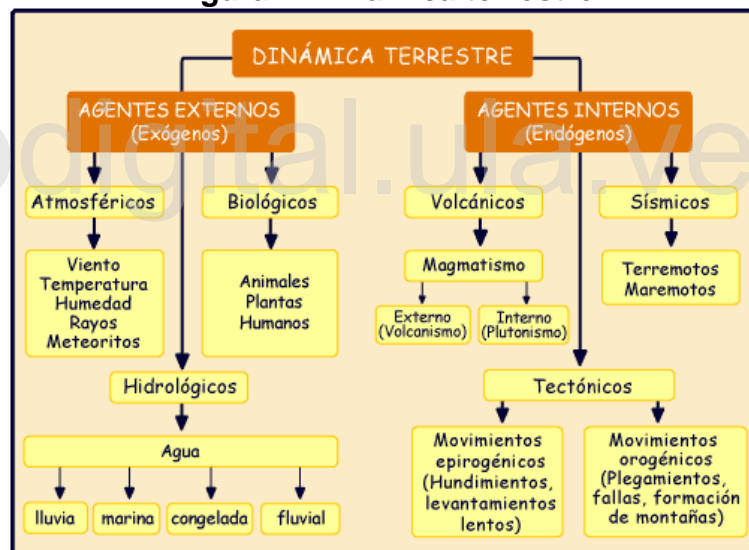 DINÁMICA TERRESTRE
AGENTES EXTERNOS
(Exógenos)
AGENTES INTERNOS
(Endógenos)
Atmosféricos
Biológicos
Volcánicos
Sísmicos
Viento
Temperatura
Humedad
Rayos
Meteoritos
Animales
Plantas
Humanos
Magmatismo
Terremotos
Maremotos
Externo
(Volcanismo)
Interno
(Plutonismo)
Hidrológicos
Tectónicos
Agua
lluvia
marina
congelada
fluvial
Movimientos
epirogénicos
(Hundimientos,
levantamientos
lentos)
Movimientos
orogénicos
(Plegamientos,
fallas, formación
de montañas)
digital.ula.ve